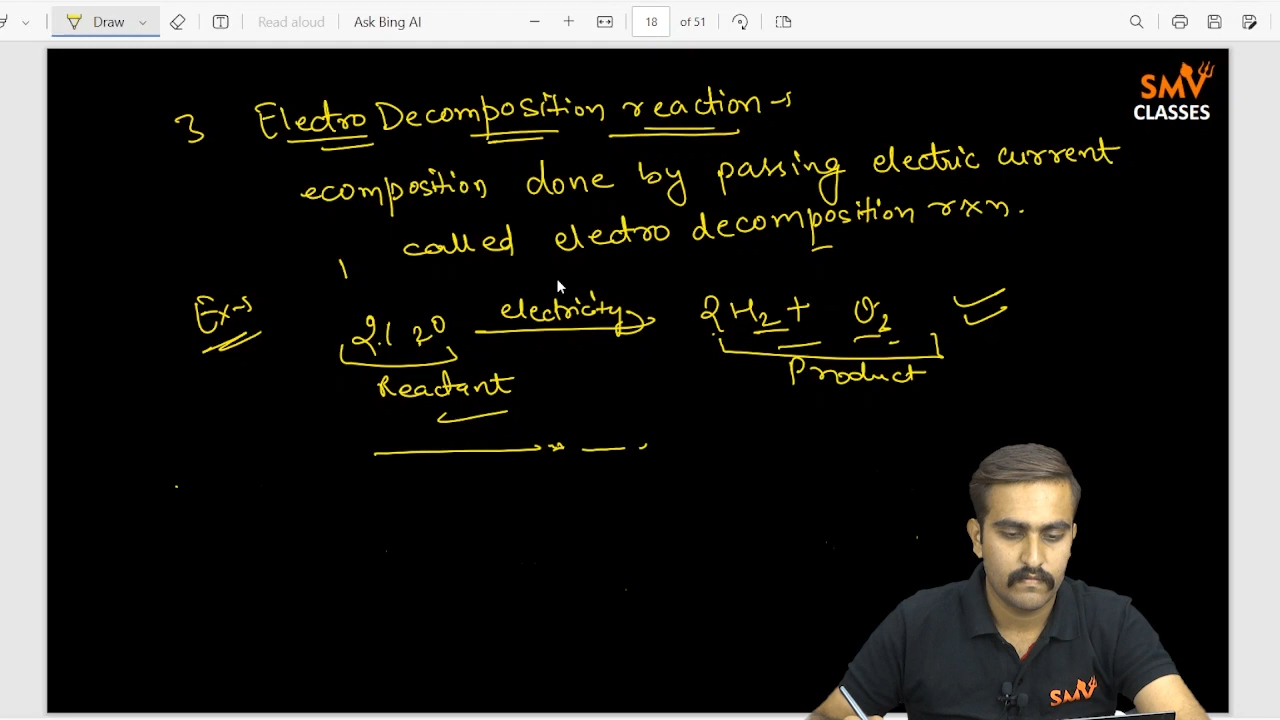 Draw
Read aloud
Ask Bing AI
18 of 51
SMV
CLASSES
3 Electro Decomposition reaction →
ecomposition done by passing electric current
called electro decomposition rxn.
Ex→ electricity 2H2 + O2
Reactant Product
SMV